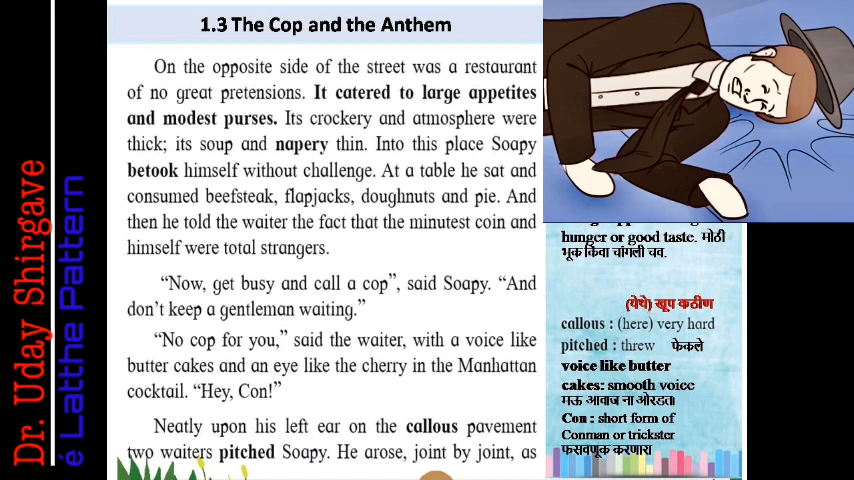 1.3 The Cop and the Anthem
On the opposite side of the street was a restaurant
of no great pretensions. It catered to large appetites
and modest purses. Its crockery and atmosphere were
thick; its soup and napery thin. Into this place Soapy
betook himself without challenge. At a table he sat and
consumed beefsteak, flapjacks, doughnuts and pie. And
then he told the waiter the fact that the minutest coin and
himself were total strangers.
“Now, get busy and call a cop”, said Soapy. “And
don’t keep a gentleman waiting.”
“No cop for you,” said the waiter, with a voice like
butter cakes and an eye like the cherry in the Manhattan
cocktail. “Hey, Con!”
Neatly upon his left ear on the callous pavement
two waiters pitched Soapy. He arose, joint by joint, as
hunger or good taste. मोठी
भूक किंवा चांगली चव.
(येथे) खूप कठीण
callous : (here) very hard
pitched : threw फेकले
voice like butter
cakes: smooth voice
मऊ आवाज ना ओरडता
Con : short form of
Conman or trickster
फसवणूक करणारा
Dr. Uday Shirgave
é Latthe Pattern